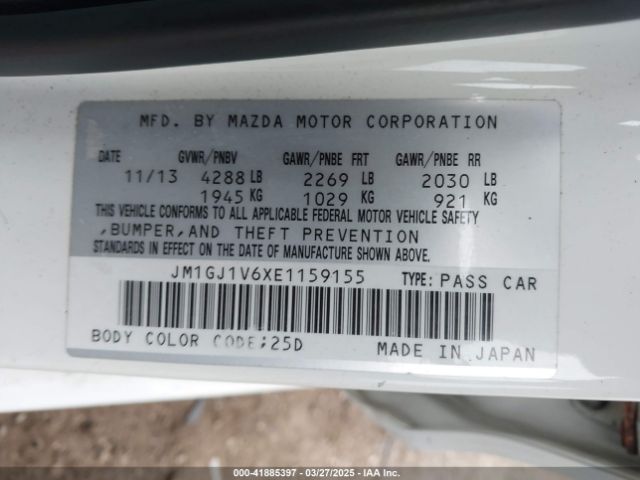 MFD. BY MAZDA MOTOR CORPORATION
DATE GVWR/PNBV GAWR/PNBE FRT GAWR/PNBE RR
11/13 4288 LB 2269 LB 2030 LB
1945 KG 1029 KG 921 KG
THIS VEHICLE CONFORMS TO ALL APPLICABLE FEDERAL MOTOR VEHICLE SAFETY
,BUMPER,AND THEFT PREVENTION
STANDARDS IN EFFECT ON THE DATE OF MANUFACTURE SHOWN ABOVE.
JM1GJ1V6XE1159155 TYPE: PASS CAR
BODY COLOR CODE:25D MADE IN JAPAN
000-41885397 | 03/27/2025 | IAA Inc.